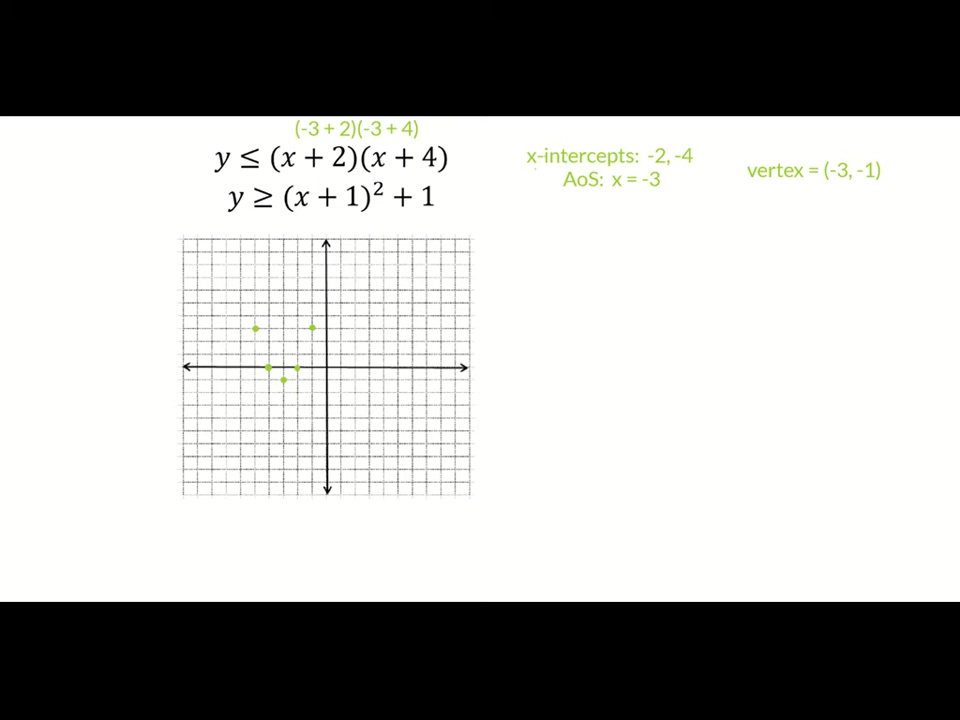 (-3 + 2)(-3 + 4)
y ≤ (x + 2)(x + 4)
y ≥ (x + 1)² + 1
x-intercepts: -2, -4
AoS: x = -3
vertex = (-3, -1)